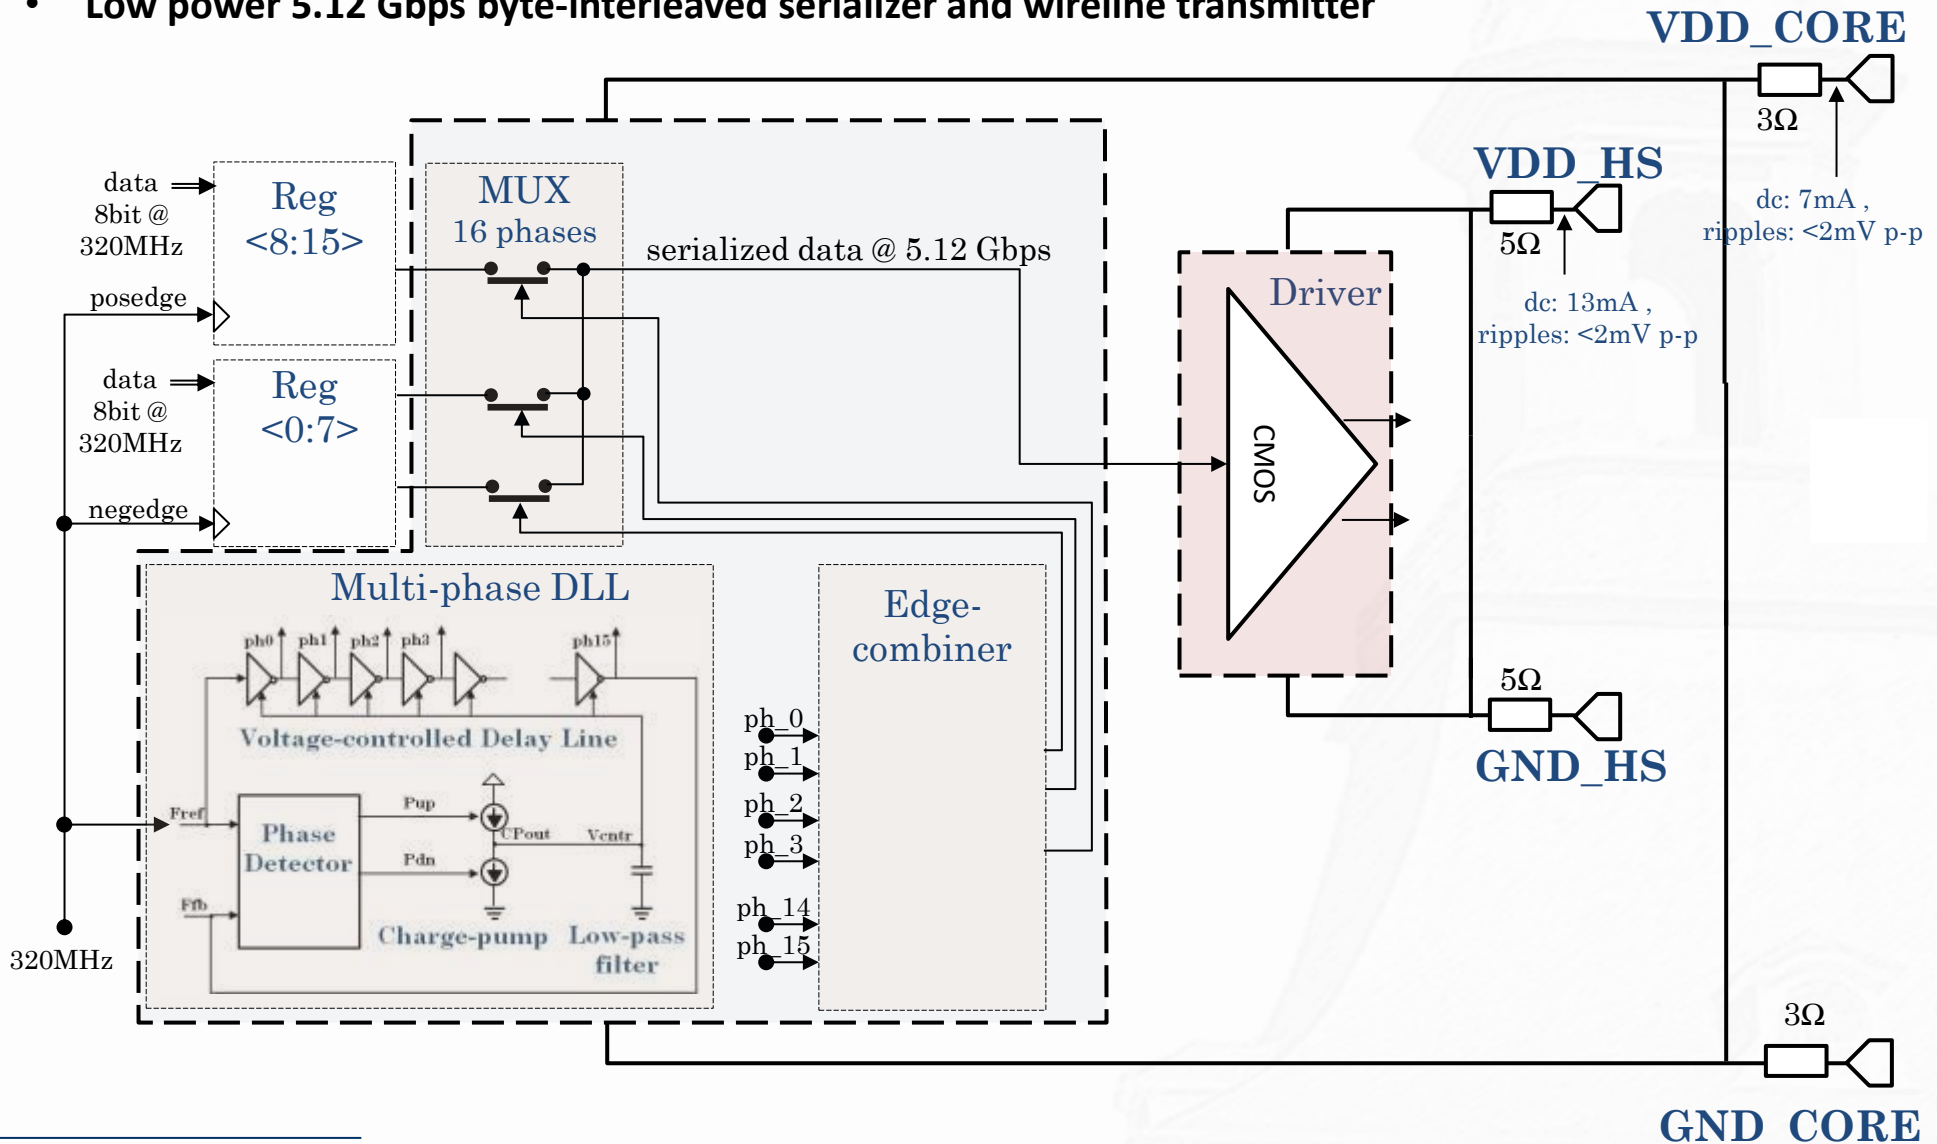 • Low power 5.12 Gbps byte-interleaved serializer and wireline transmitter
VDD_CORE
3Ω
dc: 7mA ,
ripples: <2mV p-p
VDD_HS
5Ω
dc: 13mA ,
ripples: <2mV p-p
data
8bit @
320MHz
posedge
Reg
<8:15>
MUX
16 phases
serialized data @ 5.12 Gbps
Driver
CMOS
data
8bit @
320MHz
negedge
Reg
<0:7>
Multi-phase DLL
ph0
ph1
ph2
ph3
ph15
Voltage-controlled Delay Line
Fref
Phase
Detector
Ffb
Pup
Pdn
CPout
Vcntr
Charge-pump
Low-pass
filter
320MHz
Edge-
combiner
ph_0
ph_1
ph_2
ph_3
ph_14
ph_15
5Ω
GND_HS
3Ω
GND_CORE